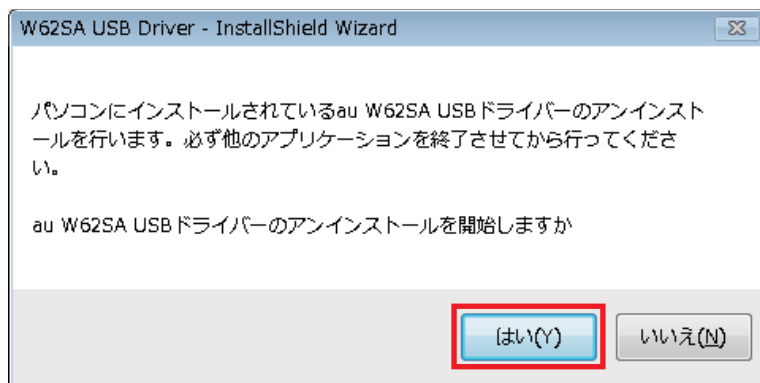 W62SA USB Driver - InstallShield Wizard
パソコンにインストールされているau W62SA USBドライバーのアンインスト
ールを行います。必ず他のアプリケーションを終了させてから行ってくださ
い。
au W62SA USBドライバーのアンインストールを開始しますか
はい(Y)
いいえ(N)